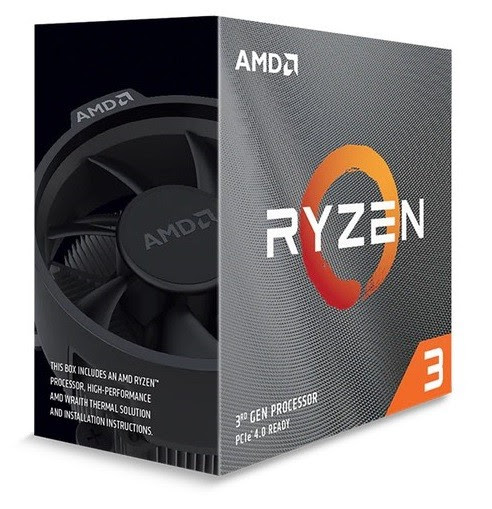 AMD
AMD
THIS BOX INCLUDES AN AMD RYZEN™
PROCESSOR, HIGH-PERFORMANCE
AMD WRAITH THERMAL SOLUTION
AND INSTALLATION INSTRUCTIONS.
AMD
RYZEN
3
3RD GEN PROCESSOR
PCIe® 4.0 READY